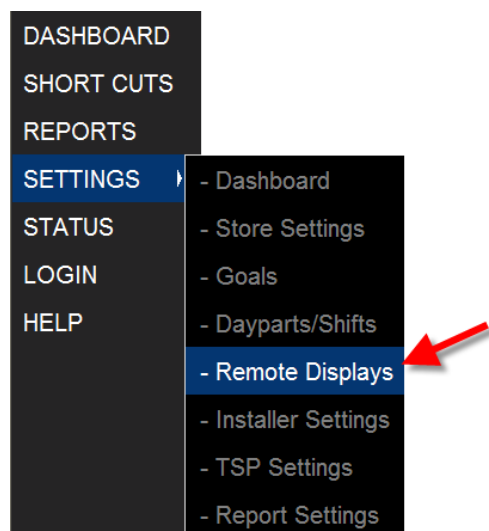 DASHBOARD
SHORT CUTS
REPORTS
SETTINGS
STATUS
LOGIN
HELP
- Dashboard
- Store Settings
- Goals
- Dayparts/Shifts
- Remote Displays
- Installer Settings
- TSP Settings
- Report Settings